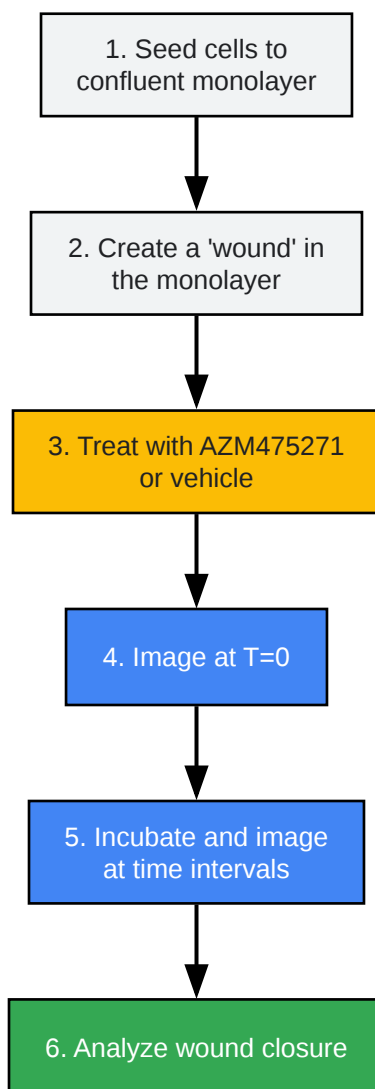 1. Seed cells to
confluent monolayer
2. Create a 'wound' in
the monolayer
3. Treat with AZM475271
or vehicle
4. Image at T=0
5. Incubate and image
at time intervals
6. Analyze wound closure